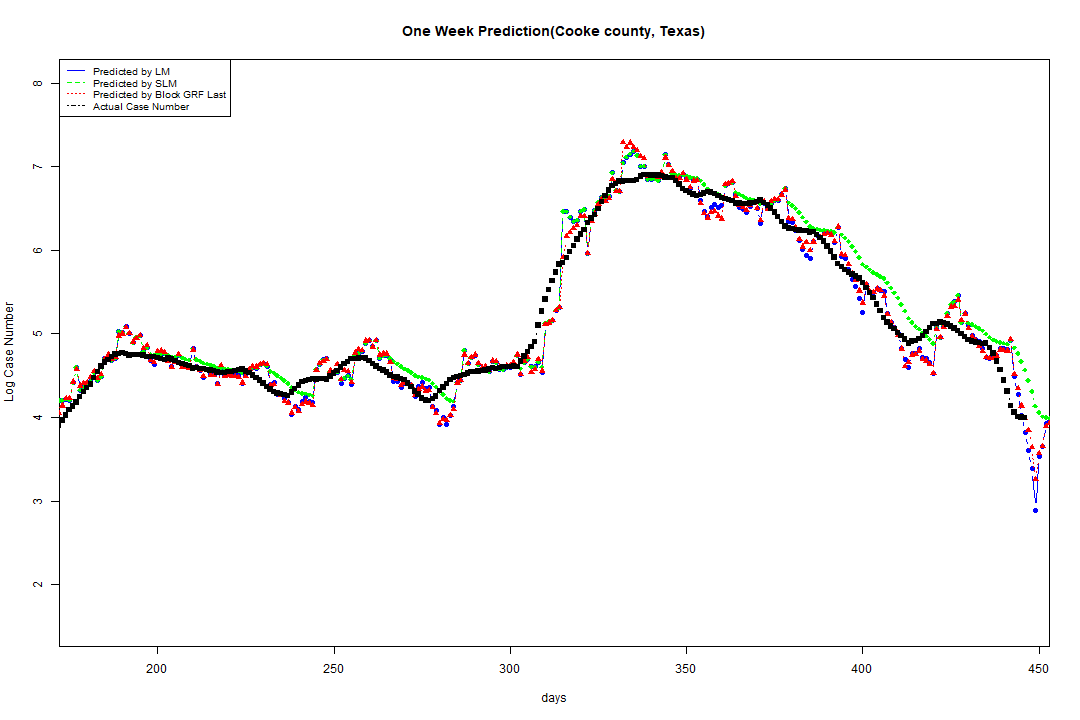 One Week Prediction(Cooke county, Texas)
Predicted by LM
Predicted by SLM
Predicted by Block GRF Last
Actual Case Number
8
7
6
5
4
3
2
Log Case Number
200 250 300 350 400 450
days